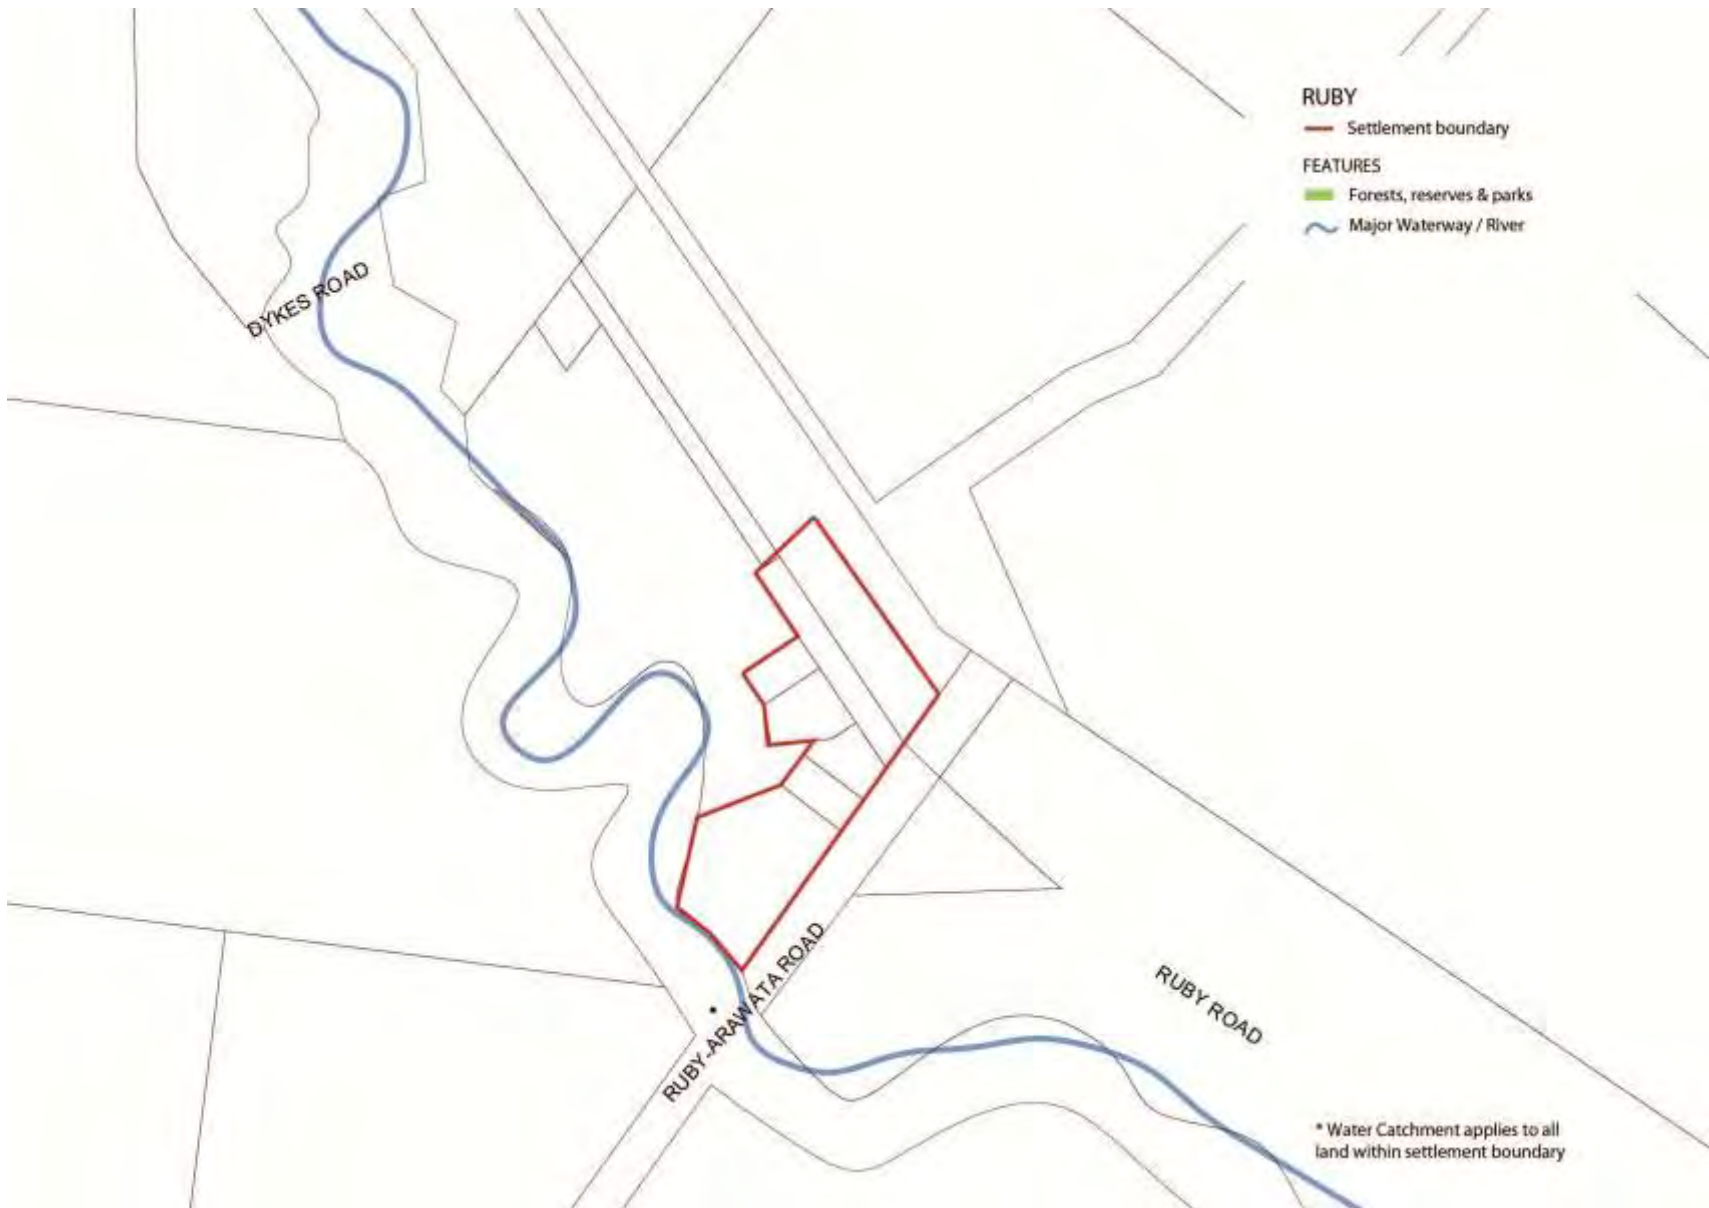 RUBY
Settlement boundary
FEATURES
Forests, reserves & parks
Major Waterway / River
DYKES ROAD
RUBY-ARAWATA ROAD
RUBY ROAD
* Water Catchment applies to all
land within settlement boundary